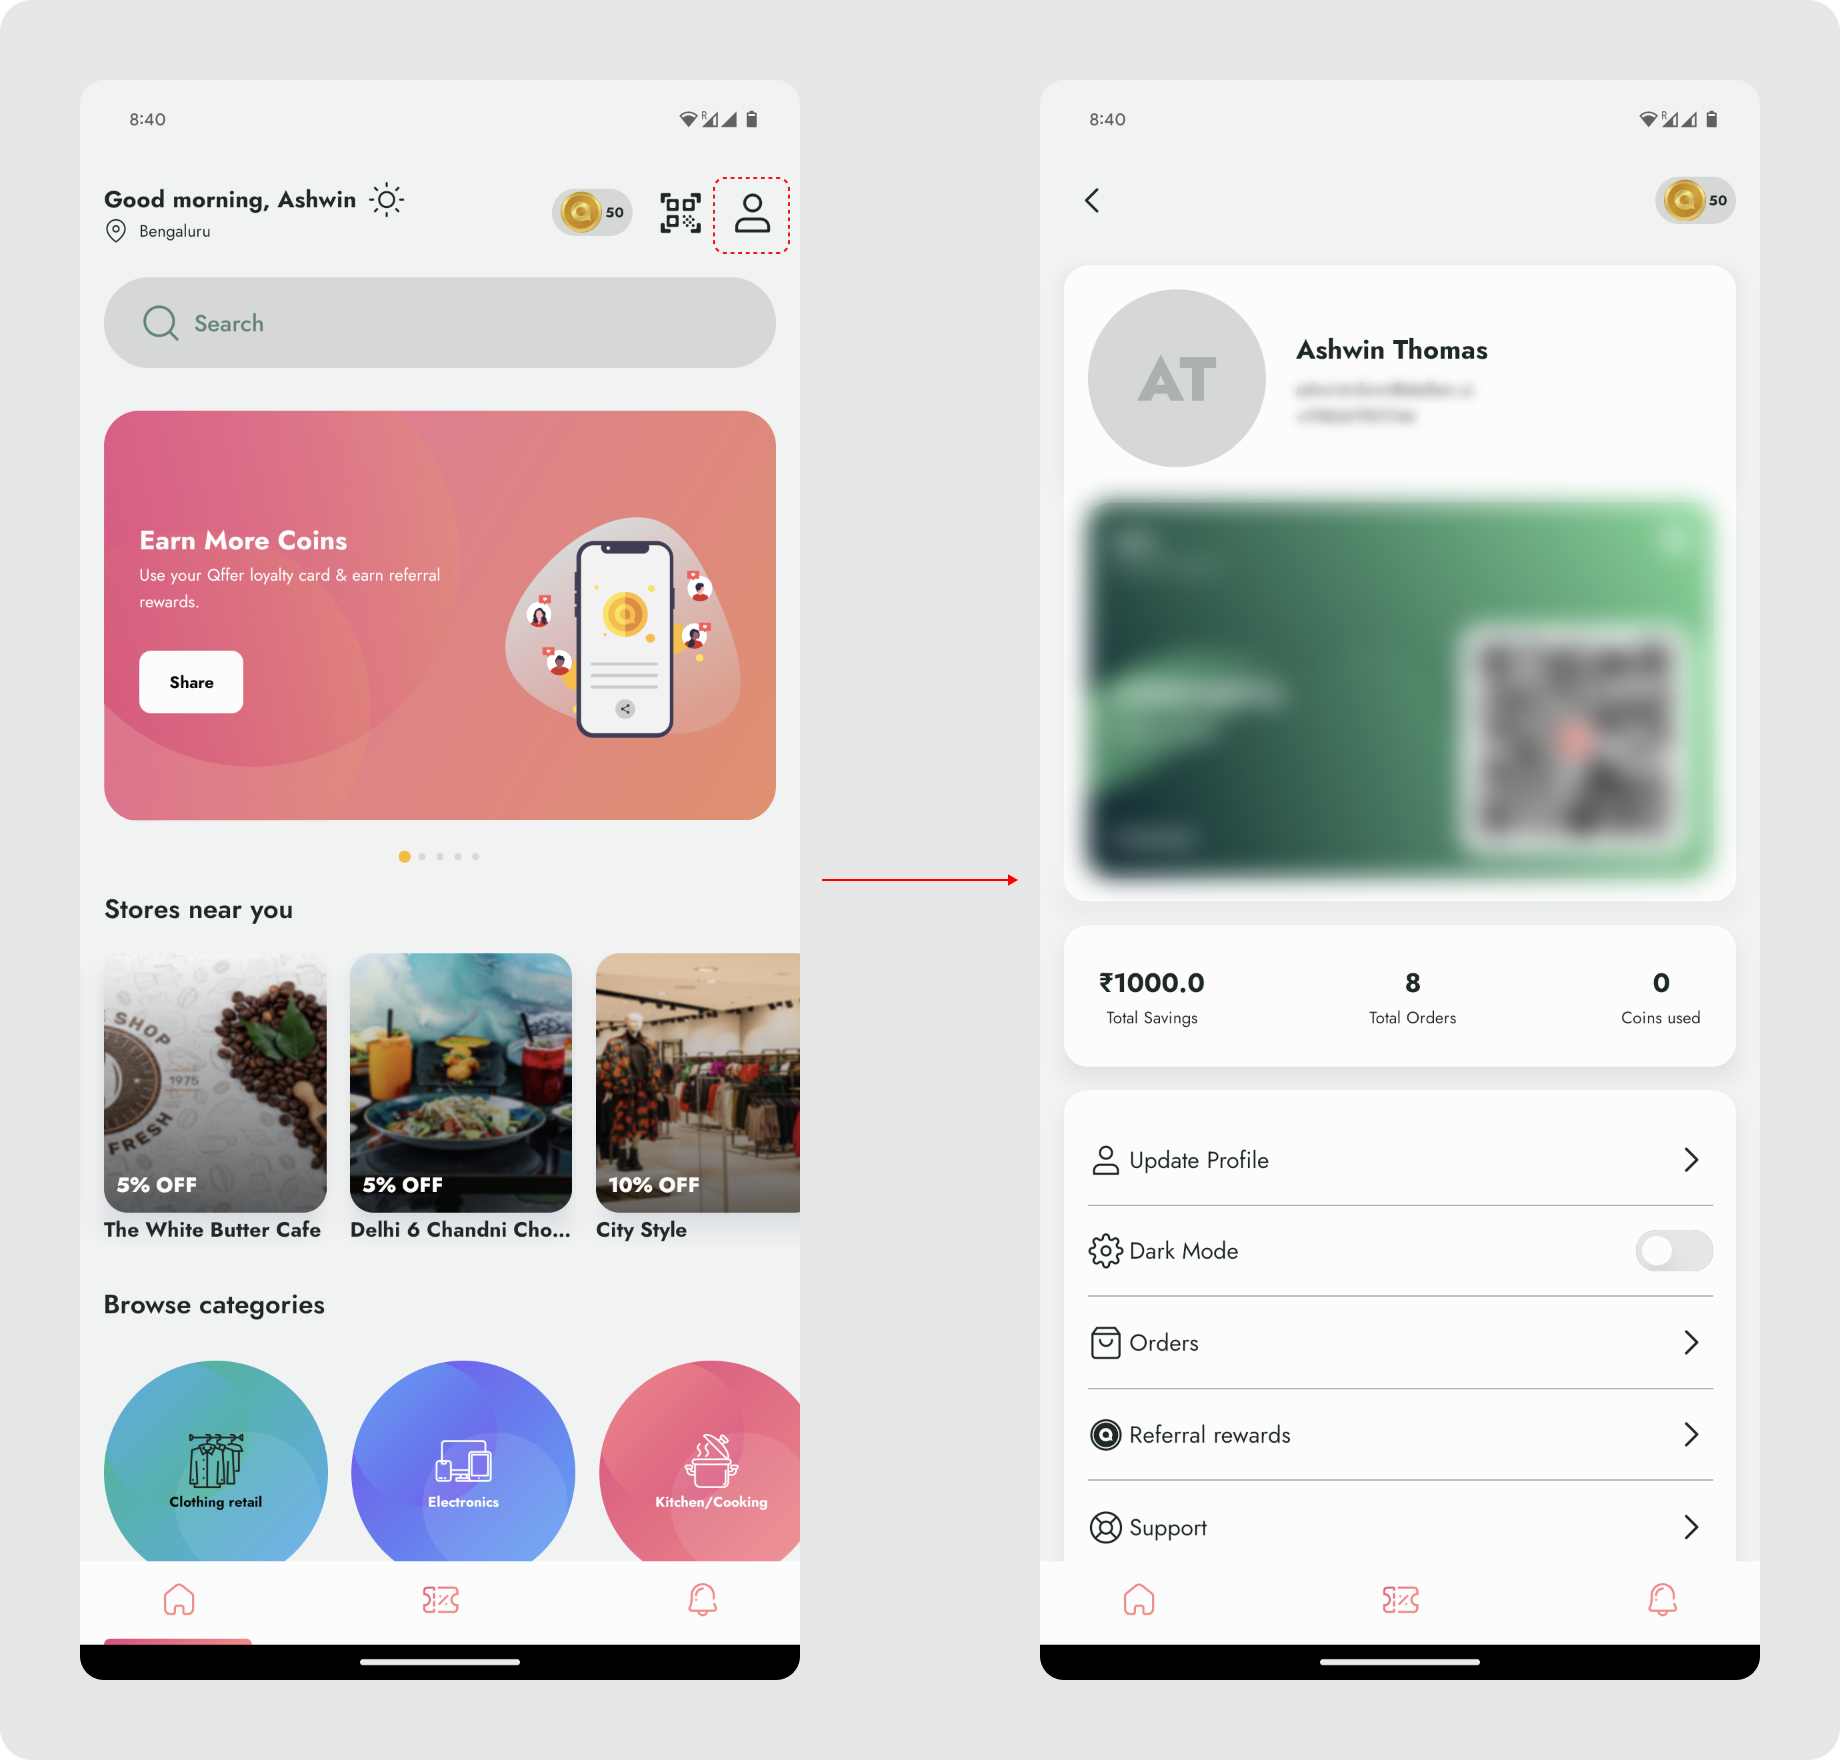 8:40
R
Good morning, Ashwin
50
Bengaluru
Search
Earn More Coins
Use your Qffer loyalty card & earn referral
rewards.
Share
Stores near you
SHOP
1975
FRESH
5% OFF
5% OFF
10% OFF
The White Butter Cafe
Delhi 6 Chandni Cho...
City Style
Browse categories
Clothing retail
Electronics
Kitchen/Cooking
8:40
R
50
AT
Ashwin Thomas
₹1000.0
8
0
Total Savings
Total Orders
Coins used
Update Profile
Dark Mode
Orders
Referral rewards
Support